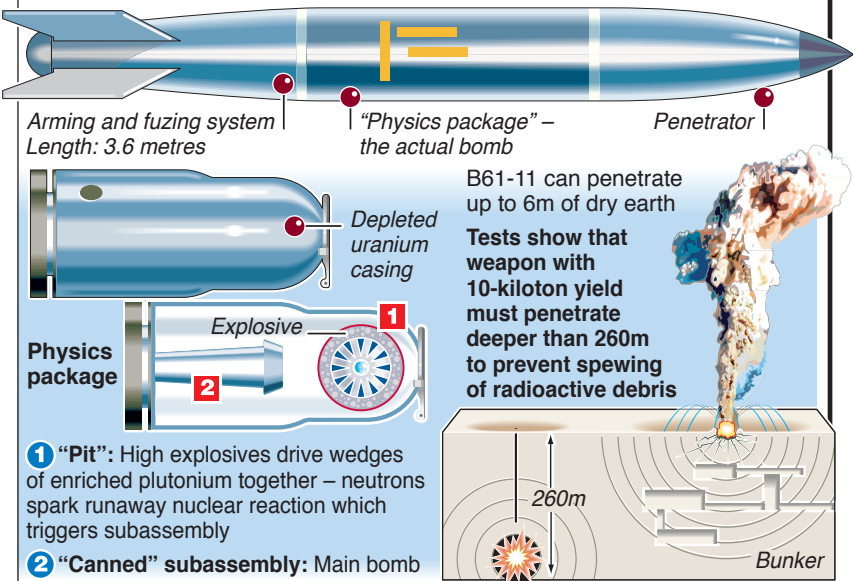 Arming and fuzing system
Length: 3.6 metres
“Physics package” –
the actual bomb
Penetrator
Depleted
uranium
casing
B61-11 can penetrate
up to 6m of dry earth
Tests show that
weapon with
10-kiloton yield
must penetrate
deeper than 260m
to prevent spewing
of radioactive debris
Physics
package
Explosive
1
2
1 “Pit”: High explosives drive wedges
of enriched plutonium together – neutrons
spark runaway nuclear reaction which
triggers subassembly
2 “Canned” subassembly: Main bomb
260m
Bunker